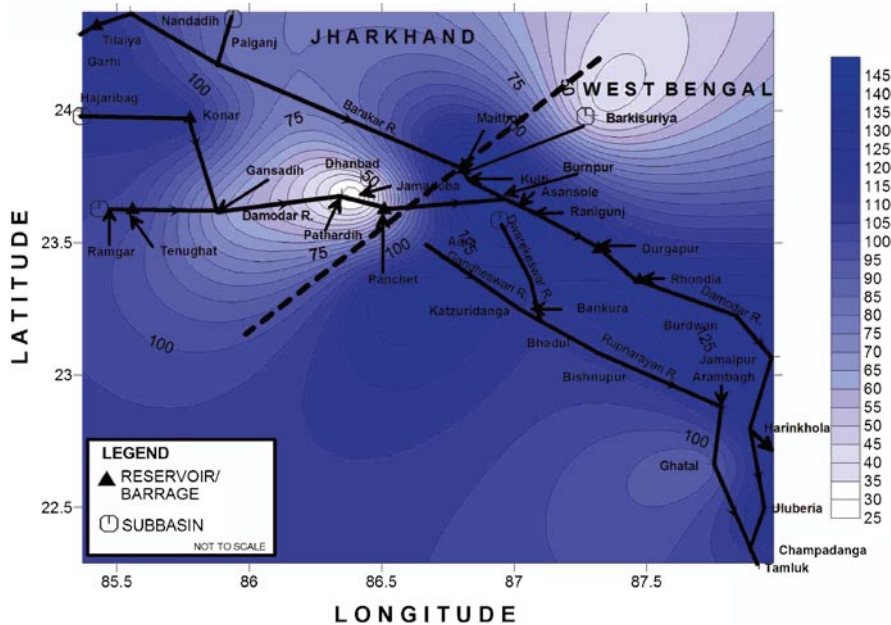 JHARKHAND
WEST BENGAL
Nandadih
Tilaiya
Palganj
Garhi
100
75
Hajaribag
Konar
75
Barakar R.
Maithon
Barkisuriya
Gansadih
Dhanbad
50
Jamadoba
Kulti
Burnpur
Asansole
Ranigunj
Damodar R.
Pathardih
Ramgar
Tenughat
75
100
Panchet
125
Dwarekeswar R.
Gangheswari R.
Durgapur
Rhondia
Damodar R.
Katzuridanga
Bankura
Burdwan
125
Bhadul
Rupnarayan R.
Jamalpur
Bishnupur
Arambagh
100
100
Harinkhola
Ghatal
Uluberia
Champadanga
Tamluk
LEGEND
RESERVOIR/
BARRAGE
SUBBASIN
NOT TO SCALE
24
23.5
23
22.5
LATITUDE
85.5 86 86.5 87 87.5
LONGITUDE
145
140
135
130
125
120
115
110
105
100
95
90
85
80
75
70
65
60
55
50
45
40
35
30
25